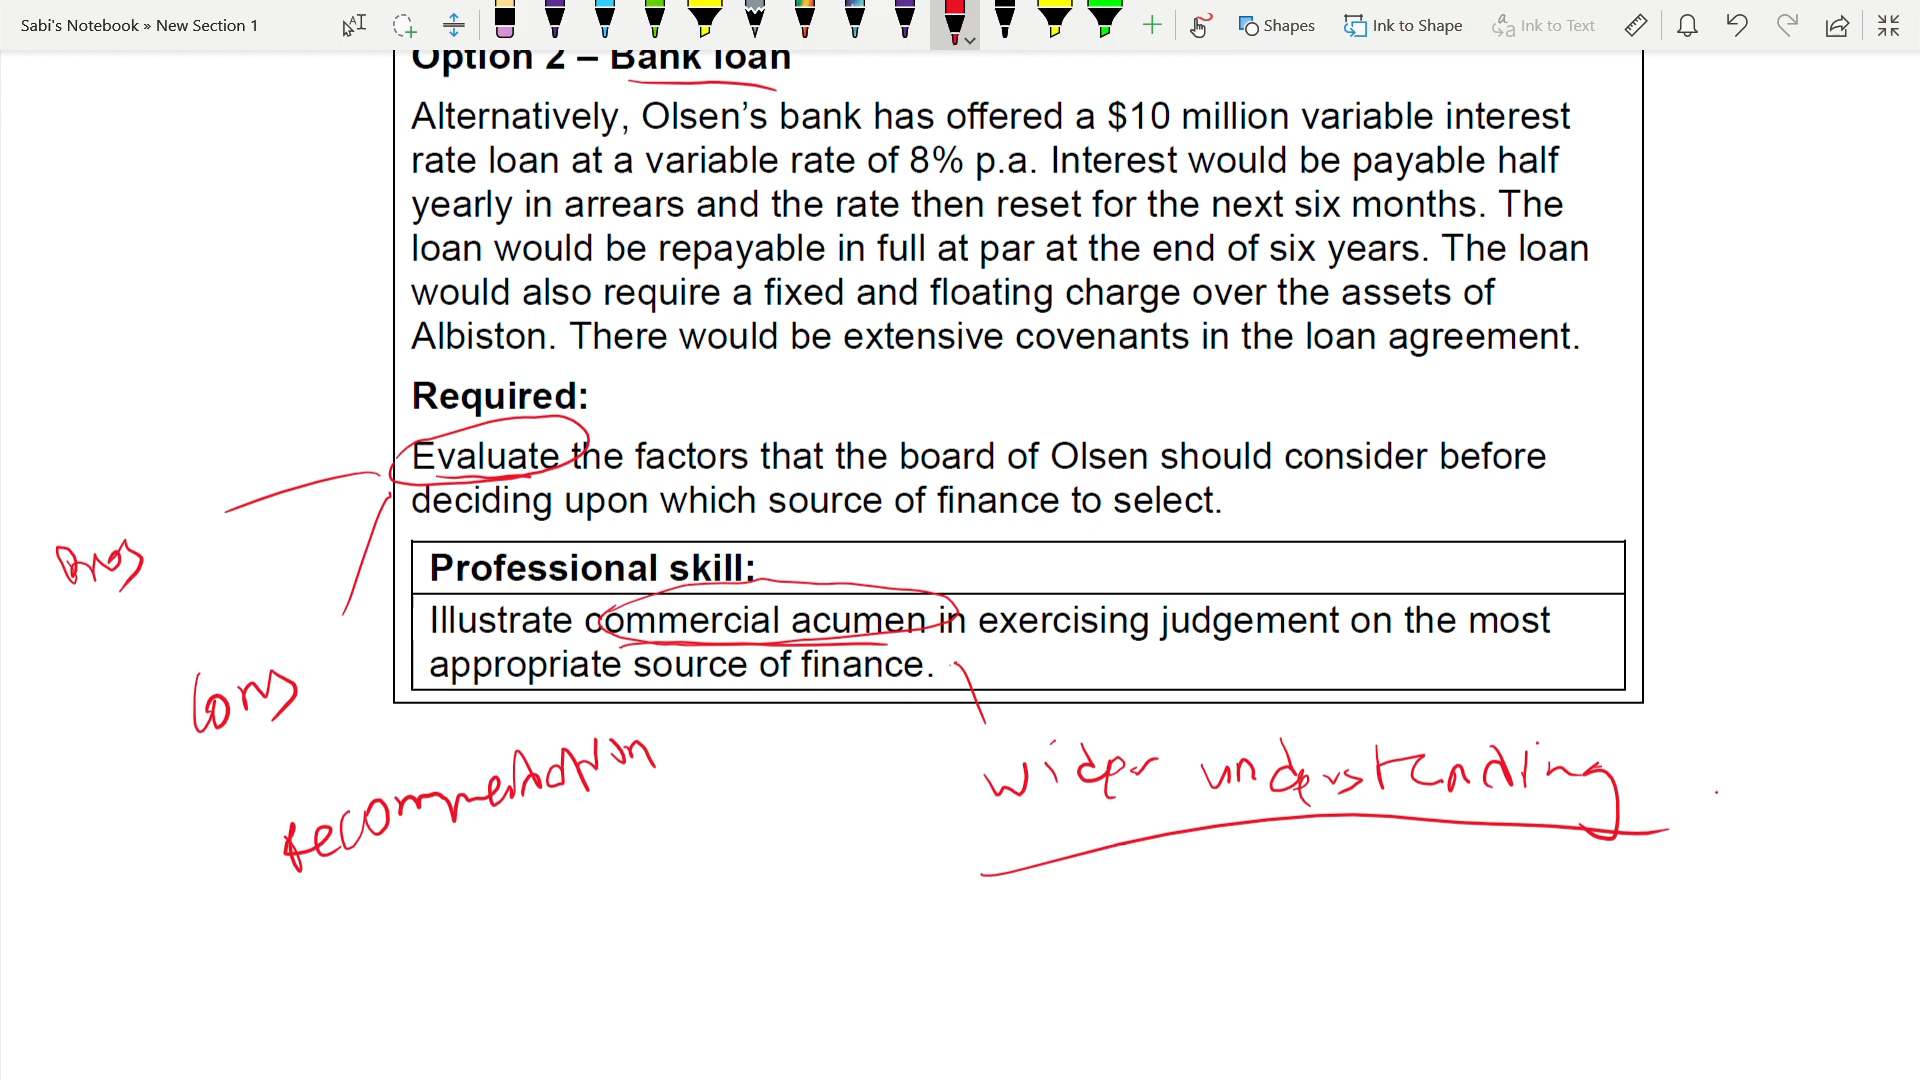 Sabi's Notebook » New Section 1
Shapes
Ink to Shape
Ink to Text
Option 2 – Bank loan
Alternatively, Olsen's bank has offered a $10 million variable interest
rate loan at a variable rate of 8% p.a. Interest would be payable half
yearly in arrears and the rate then reset for the next six months. The
loan would be repayable in full at par at the end of six years. The loan
would also require a fixed and floating charge over the assets of
Albiston. There would be extensive covenants in the loan agreement.
Required:
Evaluate the factors that the board of Olsen should consider before
deciding upon which source of finance to select.
Professional skill:
Illustrate commercial acumen in exercising judgement on the most
appropriate source of finance.
Pros
Cons
recommendation
wider understanding